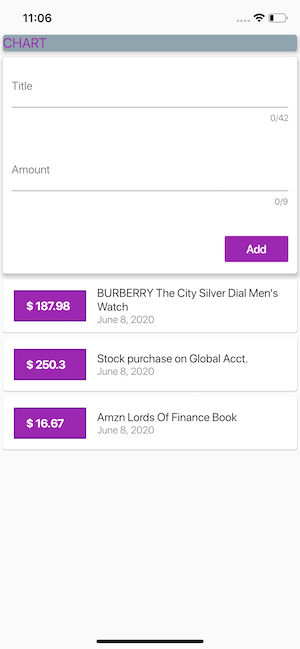 11:06
CHART
Title
0/42
Amount
0/9
Add
$ 187.98
BURBERRY The City Silver Dial Men's
Watch
June 8, 2020
$ 250.3
Stock purchase on Global Acct.
June 8, 2020
$ 16.67
Amzn Lords Of Finance Book
June 8, 2020